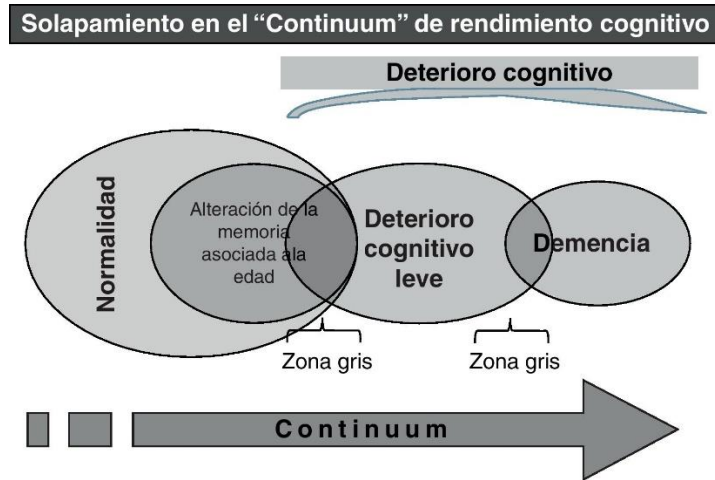 Solapamiento en el “Continuum” de rendimiento cognitivo
Deterioro cognitivo
Normalidad
Alteración de la
memoria
asociada ala
edad
Deterioro
cognitivo
leve
Demencia
Zona gris
Zona gris
Continuum